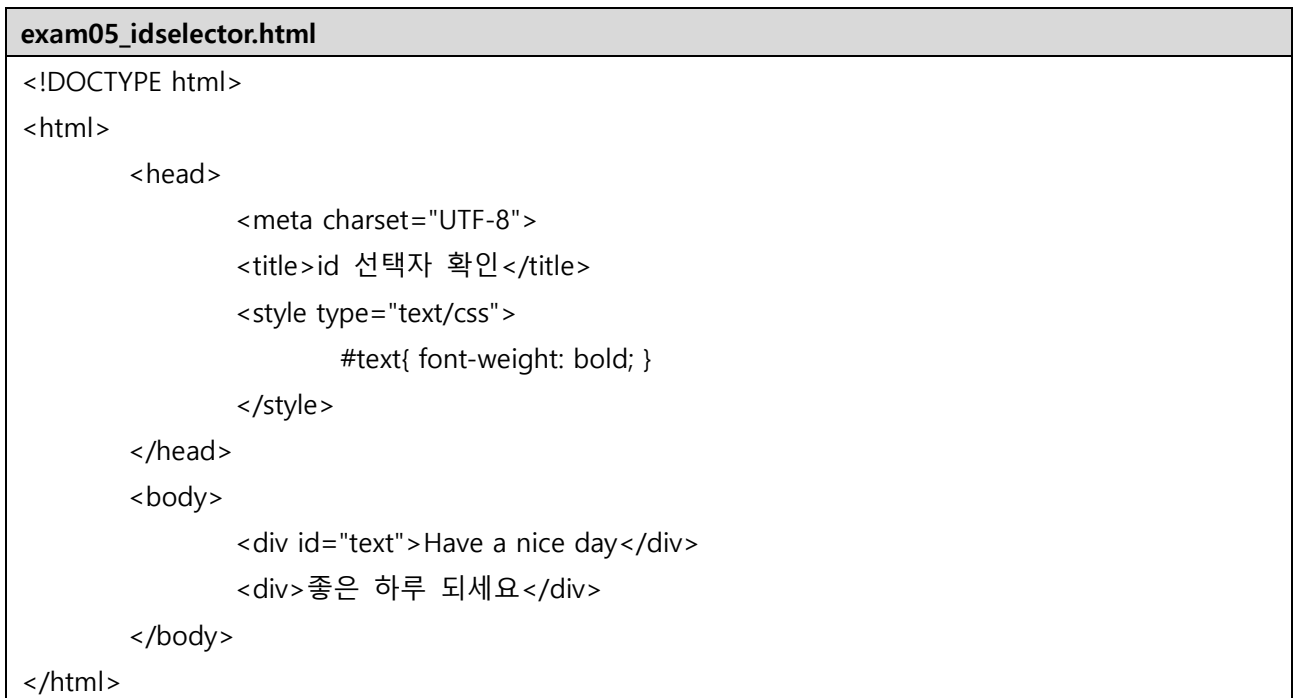 exam05_idselector.html
<!DOCTYPE html>
<html>
<head>
<meta charset="UTF-8">
<title>id 선택자 확인</title>
<style type="text/css">
#text{ font-weight: bold; }
</style>
</head>
<body>
<div id="text">Have a nice day</div>
<div>좋은 하루 되세요</div>
</body>
</html>